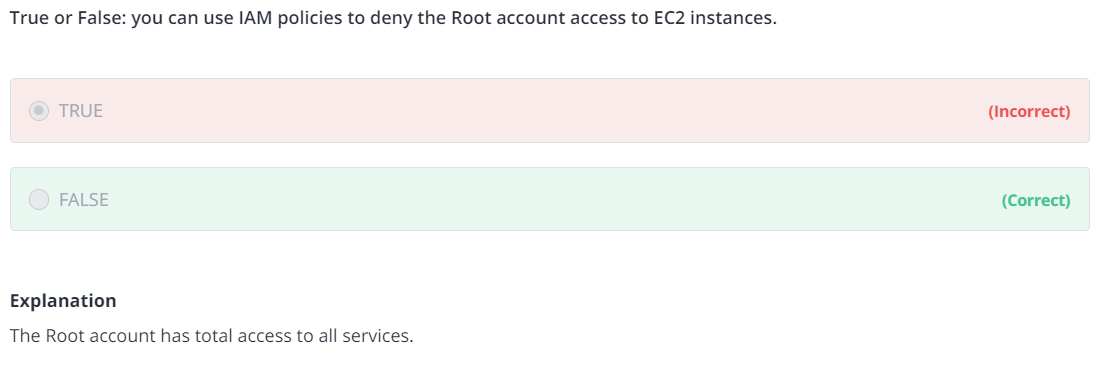 True or False: you can use IAM policies to deny the Root account access to EC2 instances.
TRUE (Incorrect)
FALSE (Correct)
Explanation
The Root account has total access to all services.